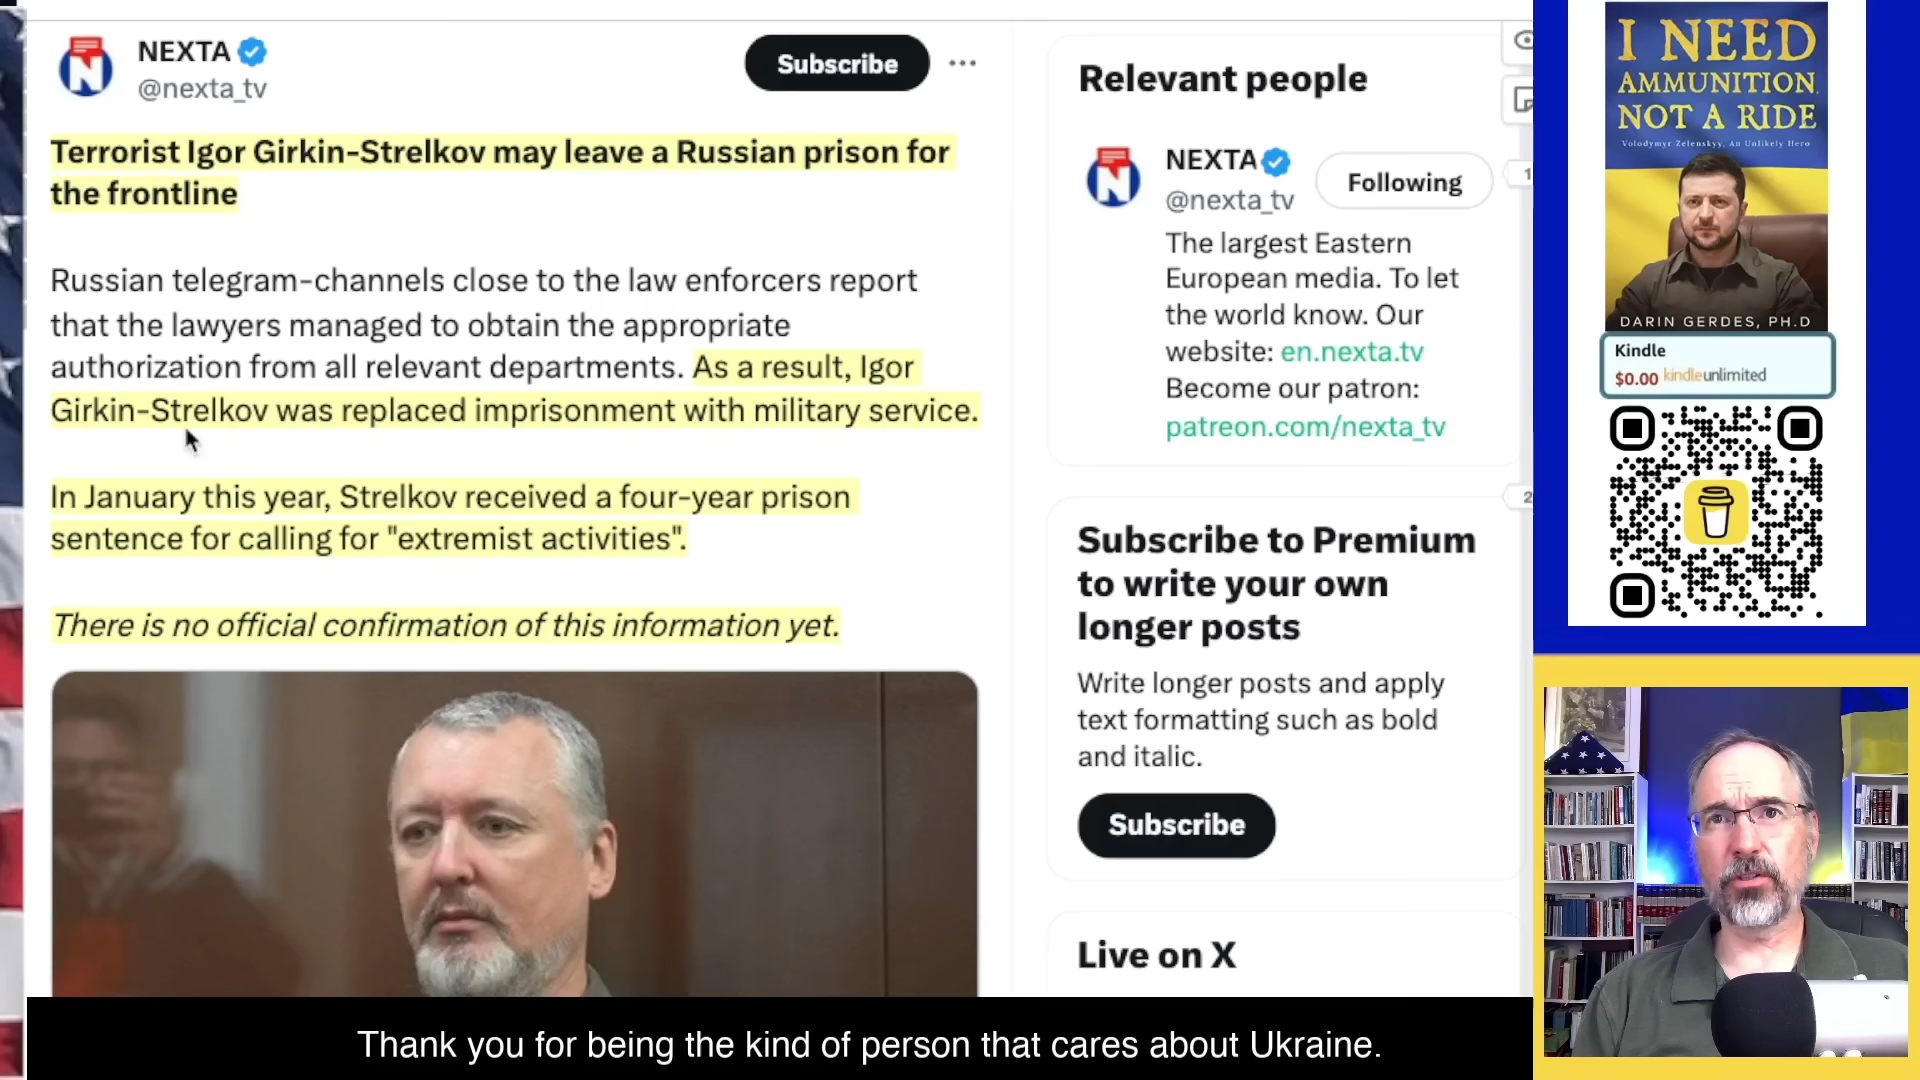 NEXTA
@nexta_tv
Subscribe
Terrorist Igor Girkin-Strelkov may leave a Russian prison for
the frontline
Russian telegram-channels close to the law enforcers report
that the lawyers managed to obtain the appropriate
authorization from all relevant departments. As a result, Igor
Girkin-Strelkov was replaced imprisonment with military service.
In January this year, Strelkov received a four-year prison
sentence for calling for "extremist activities".
There is no official confirmation of this information yet.
Relevant people
NEXTA
@nexta_tv
Following
The largest Eastern
European media. To let
the world know. Our
website: en.nexta.tv
Become our patron:
patreon.com/nexta_tv
1
2
Subscribe to Premium
to write your own
longer posts
Write longer posts and apply
text formatting such as bold
and italic.
Subscribe
Live on X
I NEED
AMMUNITION,
NOT A RIDE
Volodymyr Zelenskyy, An Unlikely Hero
DARIN GERDES, PH.D
Kindle
$0.00 kindleunlimited
Thank you for being the kind of person that cares about Ukraine.